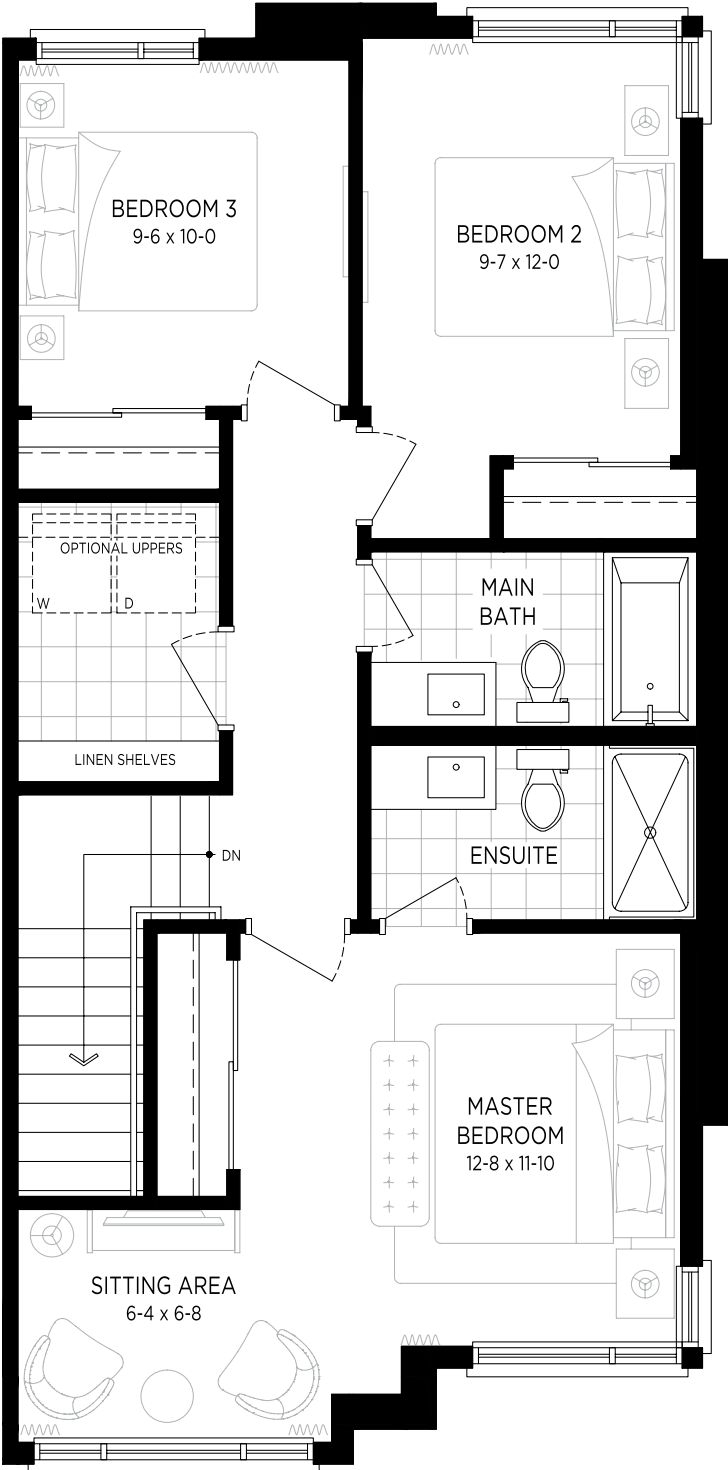 BEDROOM 3
9-6 x 10-0
BEDROOM 2
9-7 x 12-0
OPTIONAL UPPERS
W
D
MAIN
BATH
LINEN SHELVES
ENSUITE
DN
MASTER
BEDROOM
12-8 x 11-10
SITTING AREA
6-4 x 6-8